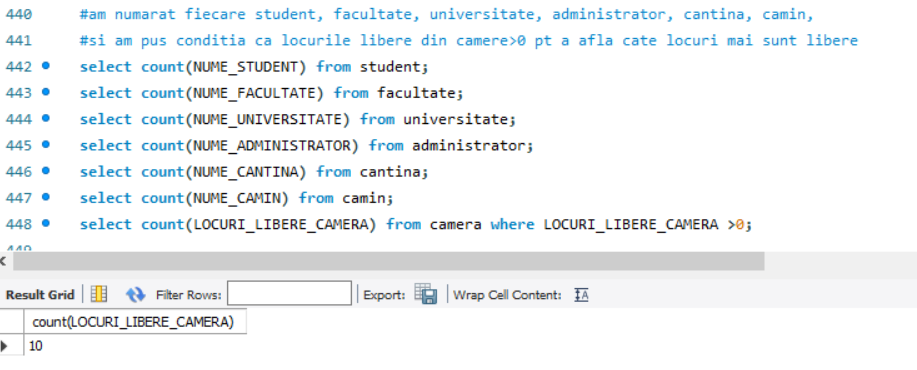 440 #am numarat fiecare student, facultate, universitate, administrator, cantina, camin,
441 #si am pus conditia ca locurile libere din camere>0 pt a afla cate locuri mai sunt libere
442 select count(NUME_STUDENT) from student;
443 select count(NUME_FACULTATE) from facultate;
444 select count(NUME_UNIVERSITATE) from universitate;
445 select count(NUME_ADMINISTRATOR) from administrator;
446 select count(NUME_CANTINA) from cantina;
447 select count(NUME_CAMIN) from camin;
448 select count(LOCURI_LIBERE_CAMERA) from camera where LOCURI_LIBERE_CAMERA >0;
449
Result Grid Filter Rows: Export: Wrap Cell Content:
count(LOCURI_LIBERE_CAMERA)
10